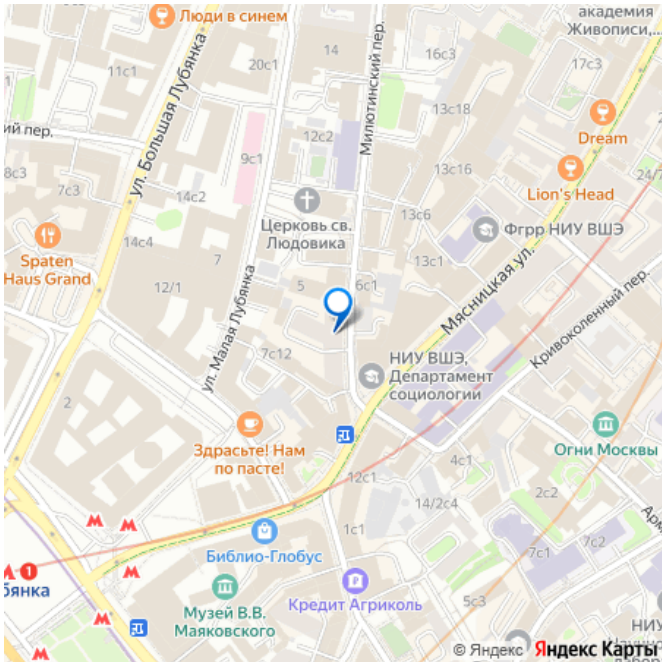 Люди в синем
академия
Живописи,...
14
16с3
17с3
20с1
11с1
ул. Большая Лубянка
Милютинский пер.
13с18
Dream
ий пер.
12с2
9с1
24/7
8с3
7с3
14с2
13с16
Lion's Head
Церковь св.
Людовика
13с6
Фгрр НИУ ВШЭ
Spaten
Haus Grand
14с4
7
13с1
12/1
5
6с1
Мясницкая ул.
Кривоколенный пер.
ул. Малая Лубянка
7с12
НИУ ВШЭ,
Департамент
социологии
2
Здрасьте! Нам
по пасте!
Огни Москвы
4с1
12с1
14/2с4
2с2
Арм
1с1
Библио-Глобус
7с1
7с2
1
бянка
Музей В.В.
Маяковского
Кредит Агриколь
5с3
НИУ
© Яндекс Яндекс Карты